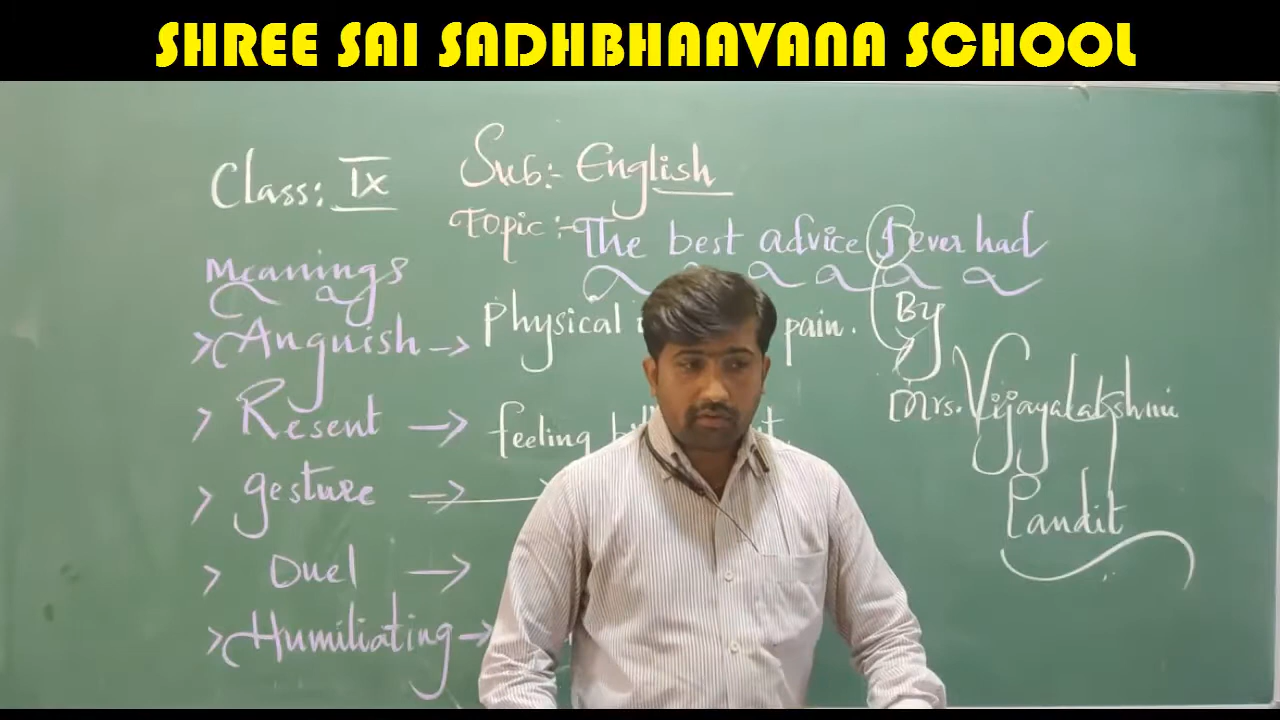 SHREE SAI SADHBHAAVANA SCHOOL
Class: IX
Sub:- English
Topic:- The best advice I ever had
By
Mrs. Vijayalakshmi
Pandit
Meanings
> Anguish → physical pain.
> Resent → feeling
> gesture →
> Duel →
> Humiliating →